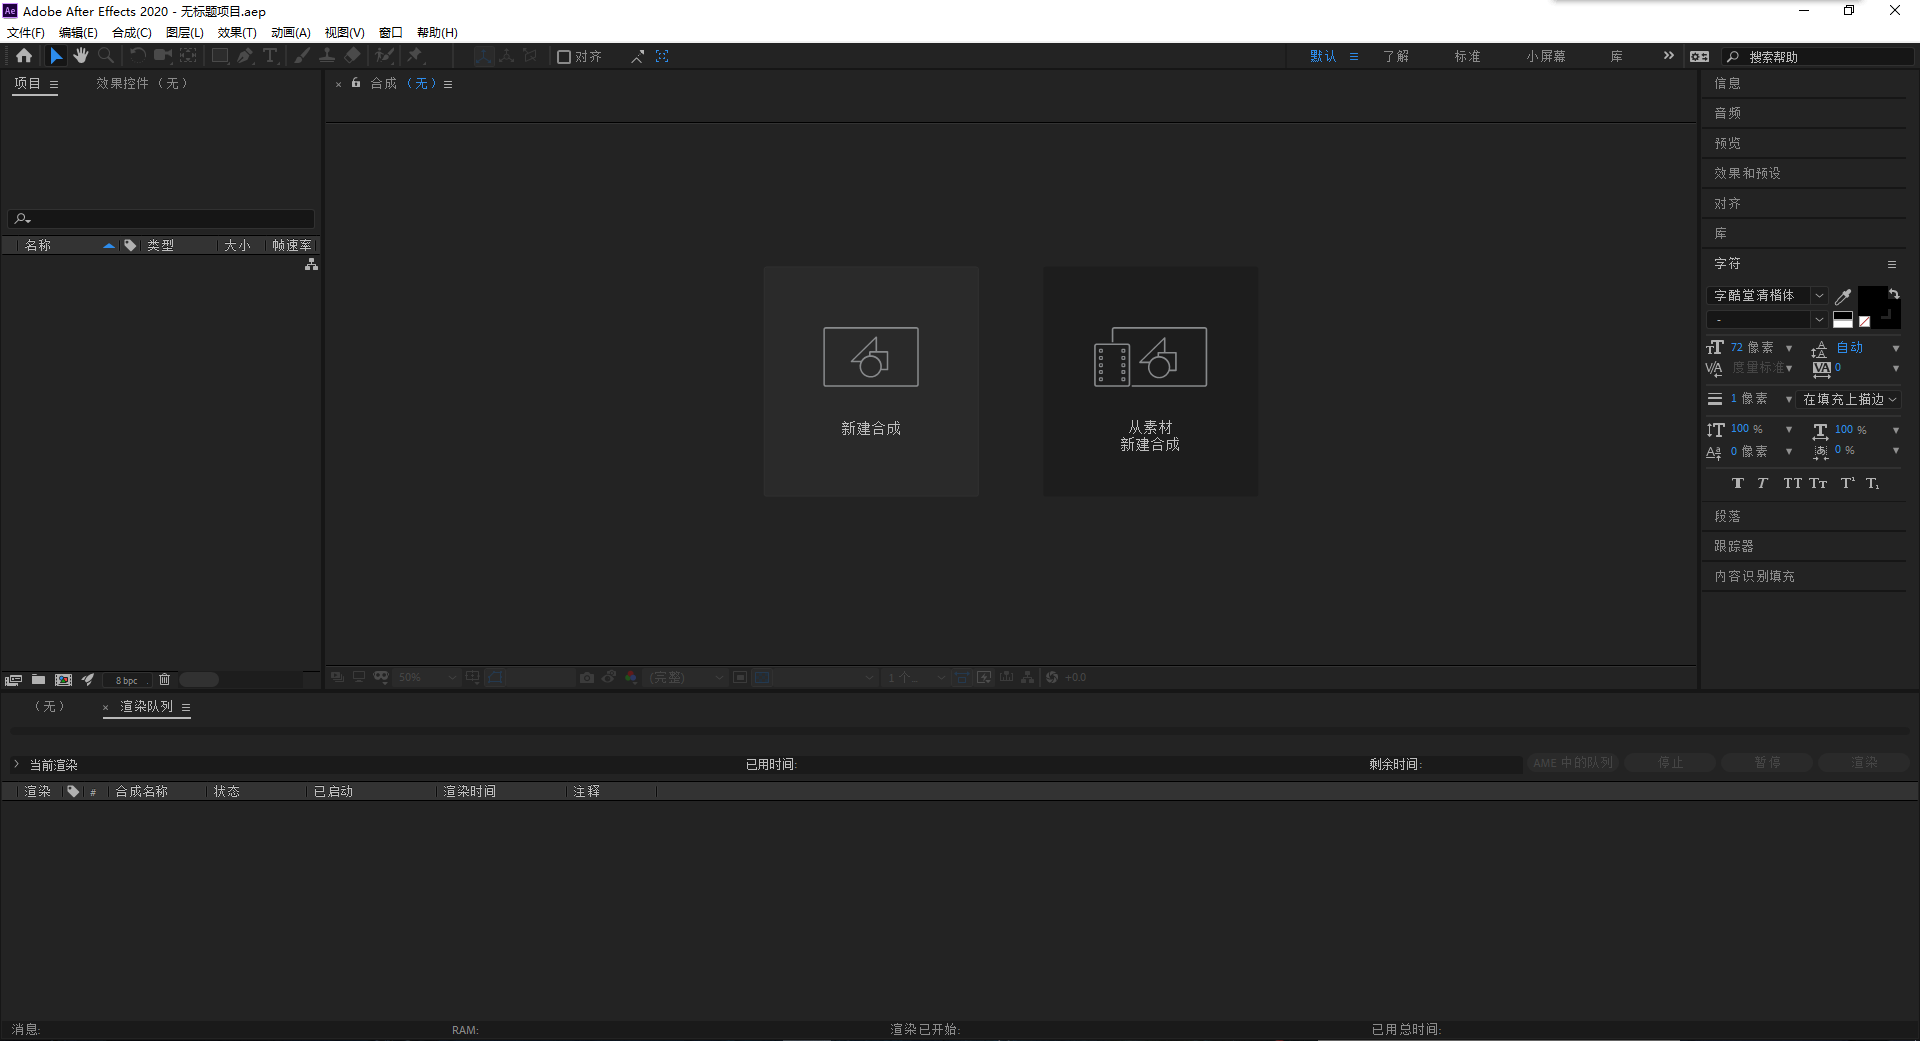 Ae Adobe After Effects 2020 - 无标题项目.aep
文件(F) 编辑(E) 合成(C) 图层(L) 效果(T) 动画(A) 视图(V) 窗口 帮助(H)
对齐 默认 了解 标准 小屏幕 库 搜索帮助
项目 效果控件 (无)
合成 (无)
信息
音频
预览
效果和预设
对齐
库
名称 类型 大小 帧速率
字符
字酷堂清楷体
-
72 像素 自动
度量标准 0
1 像素 在填充上描边
100 % 100 %
0 像素 0 %
T T TT Tт T¹ T₁
新建合成
从素材
新建合成
段落
跟踪器
内容识别填充
8 bpc
50% (完整) 1 个... +0.0
(无) 渲染队列
当前渲染 已用时间: 剩余时间: AME 中的队列 停止 暂停 渲染
渲染 # 合成名称 状态 已启动 渲染时间 注释
消息: RAM: 渲染已开始: 已用总时间: